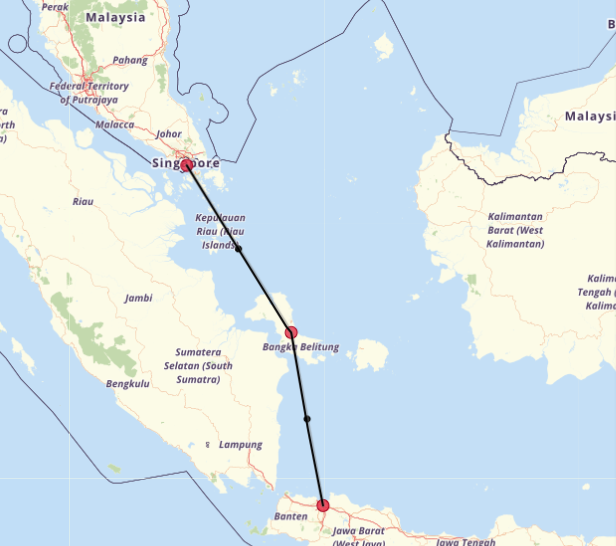 Perak
Malaysia
B
Pahang
Federal Territory
of Putrajaya
Malaysi
Malacca
Johor
ra
rth
a)
Singapore
Riau
Kepulauan
Riau (Riau
Islands)
Kalimantan
Barat (West
Kalimantan)
Kalim
Tengah (
Kalim
Jambi
Bangka Belitung
Sumatera
Selatan (South
Sumatra)
Bengkulu
Lampung
Banten
Jawa Barat
(West Java)
Jawa Tengah